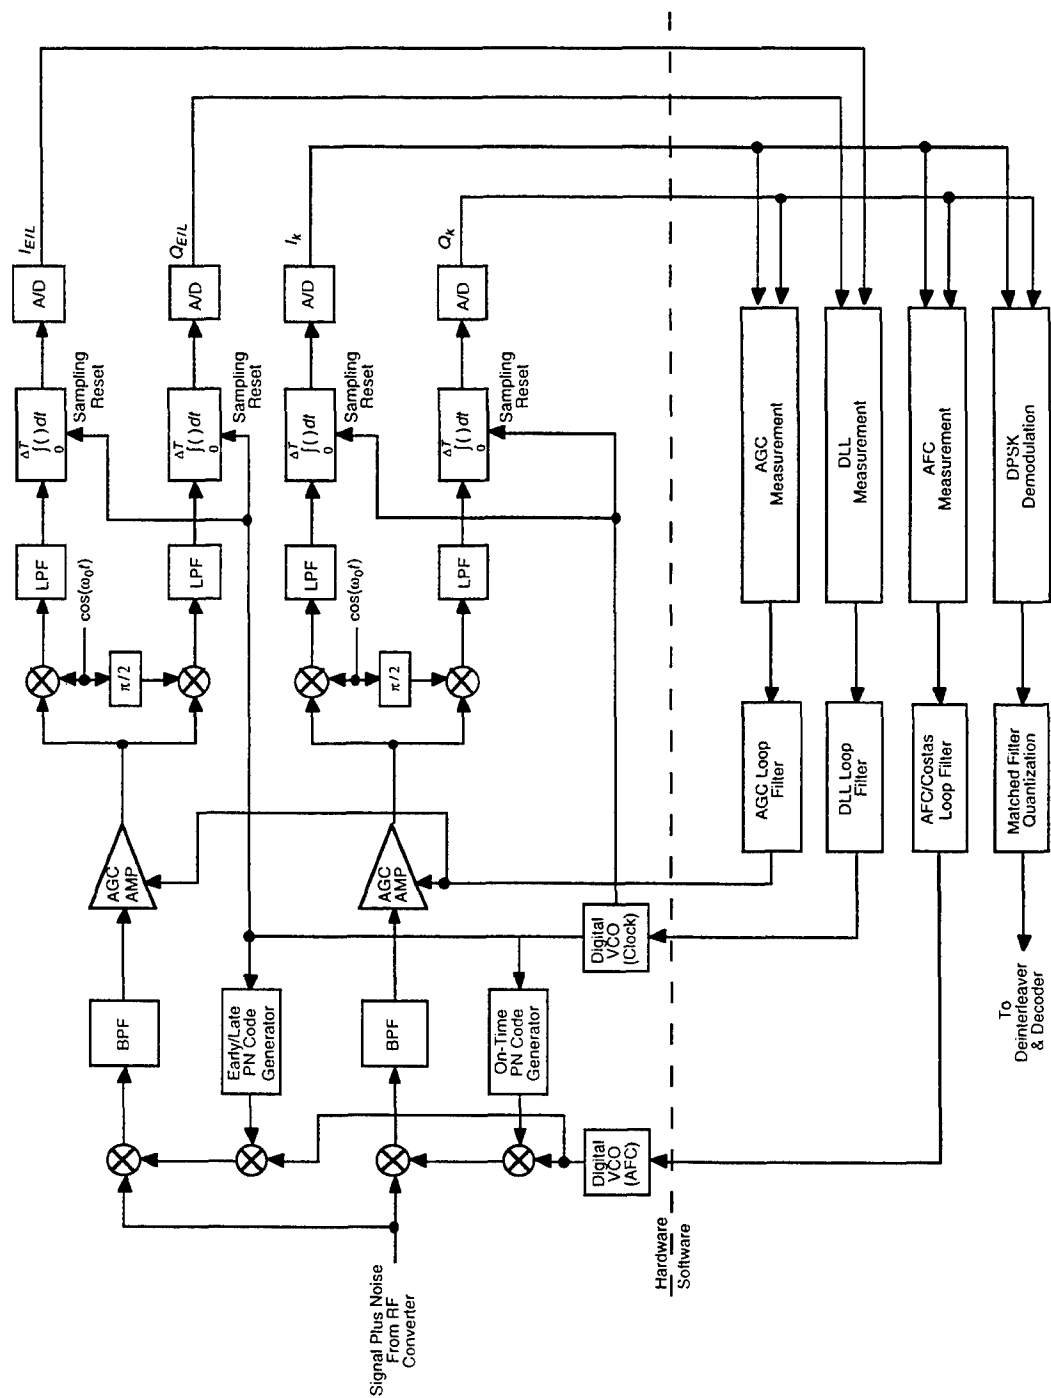 I_{E/L}
Q_{E/L}
I_k
Q_k
A/D
A/D
A/D
A/D
Sampling
Reset
Sampling
Reset
Sampling
Reset
Sampling
Reset
ΔT
∫()dt
0
ΔT
∫()dt
0
ΔT
∫()dt
0
ΔT
∫()dt
0
LPF
LPF
LPF
LPF
cos(ω₀t)
cos(ω₀t)
π/2
π/2
AGC
AMP
AGC
AMP
BPF
BPF
Early/Late
PN Code
Generator
On-Time
PN Code
Generator
Digital
VCO
(Clock)
Digital
VCO
(AFC)
Signal Plus Noise
From RF
Converter
Hardware
Software
AGC
Measurement
DLL
Measurement
AFC
Measurement
DPSK
Demodulation
AGC Loop
Filter
DLL Loop
Filter
AFC/Costas
Loop Filter
Matched Filter
Quantization
To
Deinterleaver
& Decoder